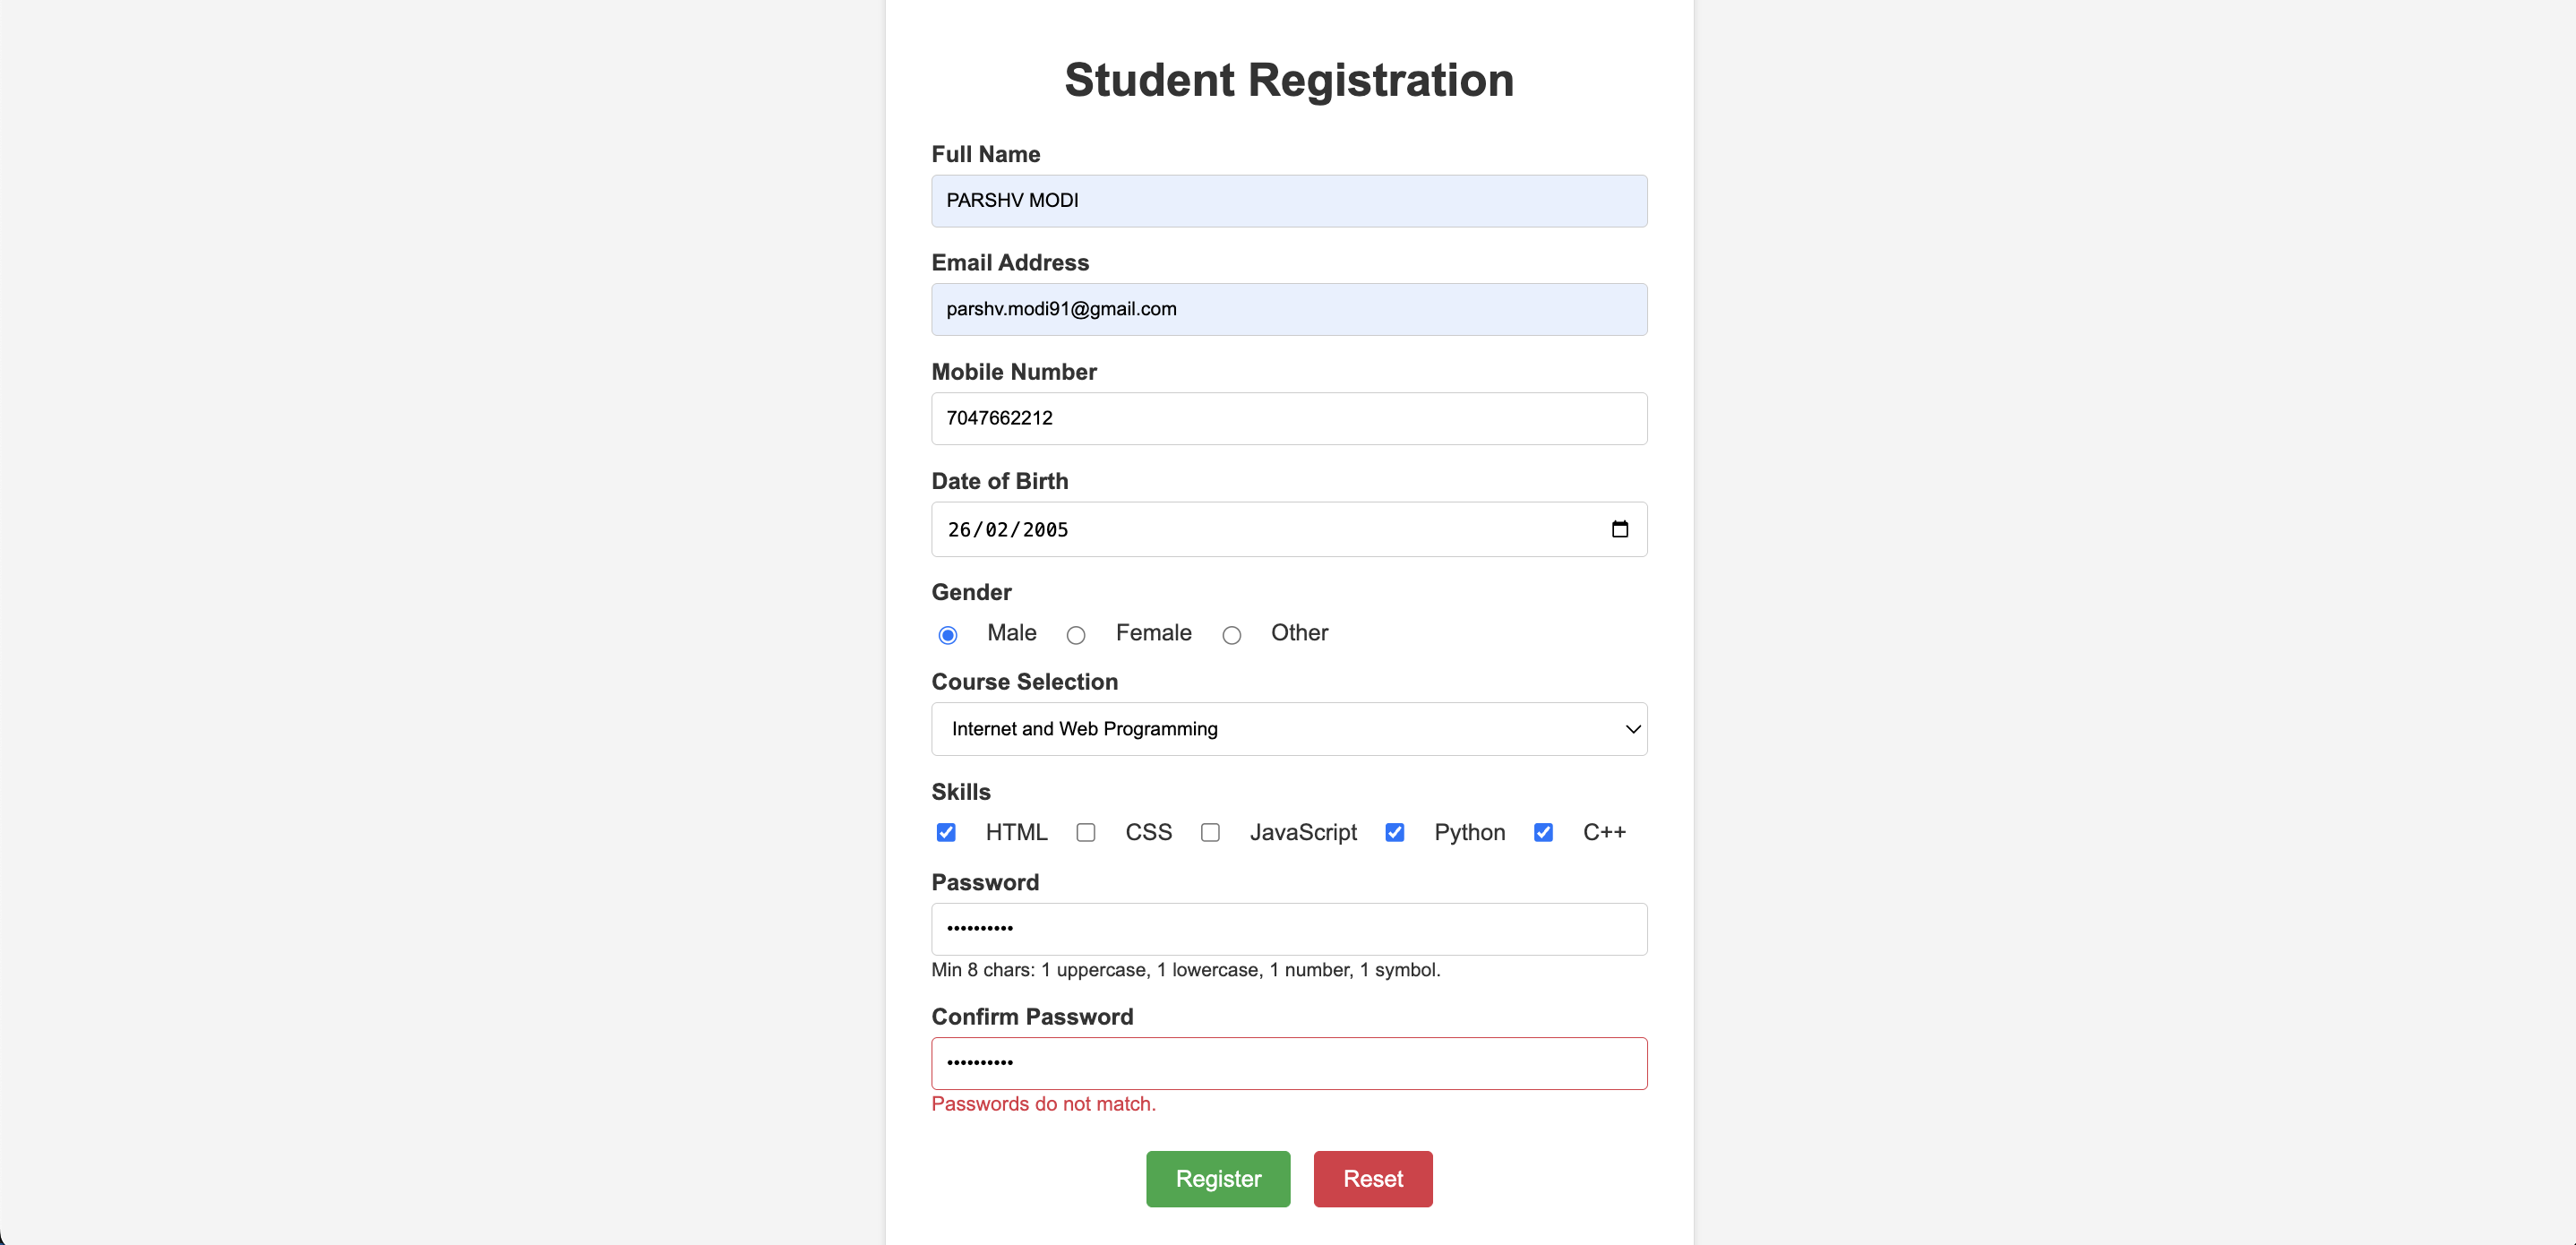 Student Registration
Full Name
PARSHV MODI
Email Address
parshv.modi91@gmail.com
Mobile Number
7047662212
Date of Birth
26/02/2005
Gender
Male Female Other
Course Selection
Internet and Web Programming
Skills
HTML CSS JavaScript Python C++
Password
••••••••••
Min 8 chars: 1 uppercase, 1 lowercase, 1 number, 1 symbol.
Confirm Password
••••••••••
Passwords do not match.
Register Reset